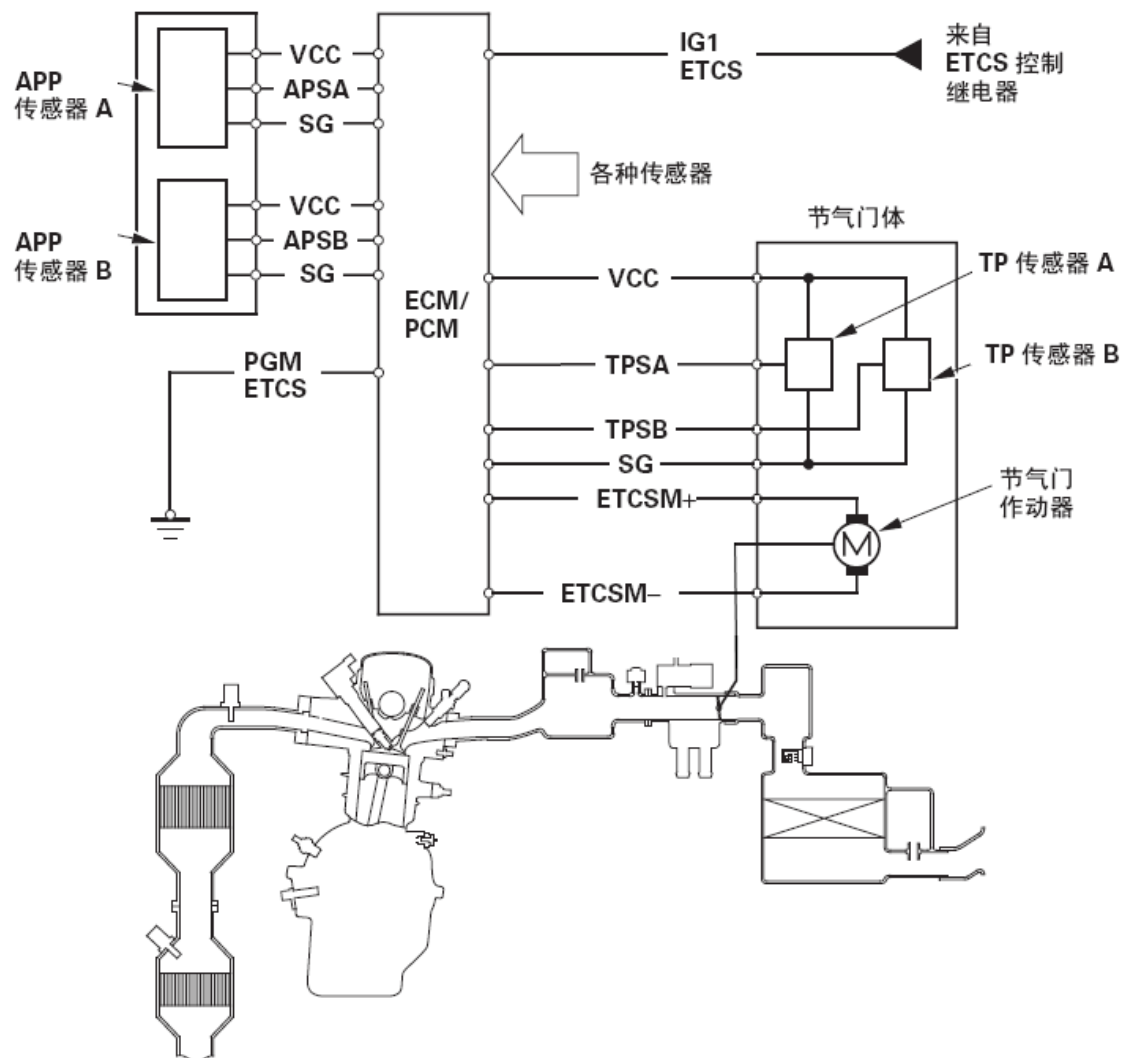 APP
传感器 A
VCC
APSA
SG
APP
传感器 B
VCC
APSB
SG
PGM
ETCS
ECM/
PCM
IG1
ETCS
来自
ETCS 控制
继电器
各种传感器
节气门体
VCC
TPSA
TPSB
SG
ETCSM+
ETCSM–
TP 传感器 A
TP 传感器 B
M
节气门
作动器